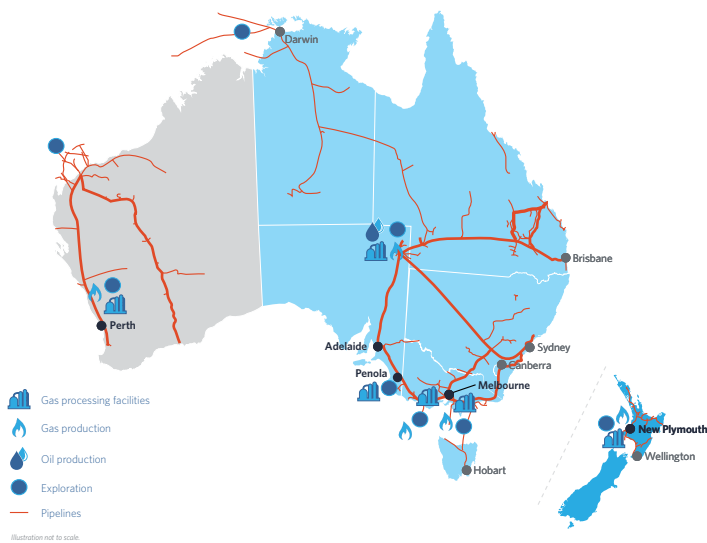 Darwin
Brisbane
Perth
Adelaide
Sydney
Canberra
Penola
Melbourne
Gas processing facilities
Gas production
New Plymouth
Oil production
Wellington
Hobart
Exploration
Pipelines
Illustration not to scale.